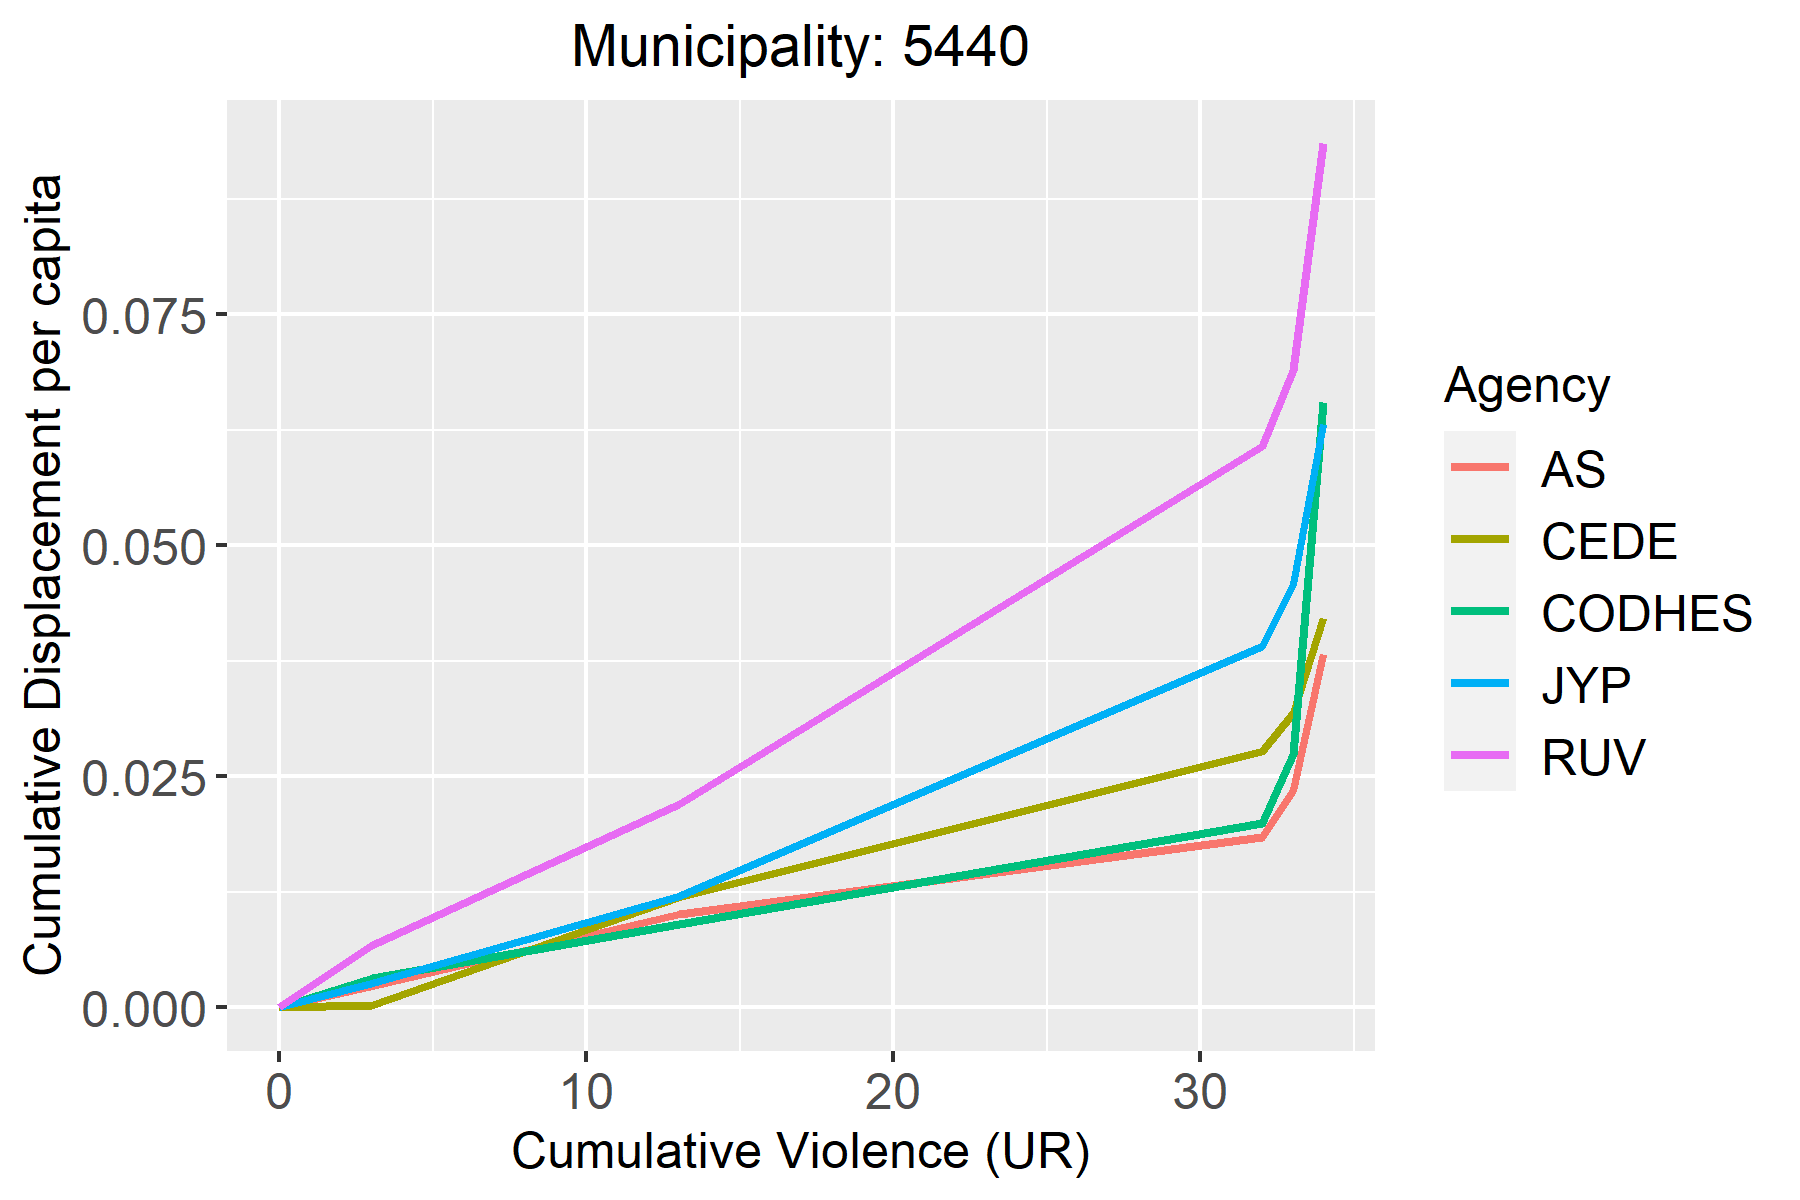 Municipality: 5440
Cumulative Displacement per capita
0.075
0.050
0.025
0.000
0 10 20 30
Cumulative Violence (UR)
Agency
AS
CEDE
CODHES
JYP
RUV